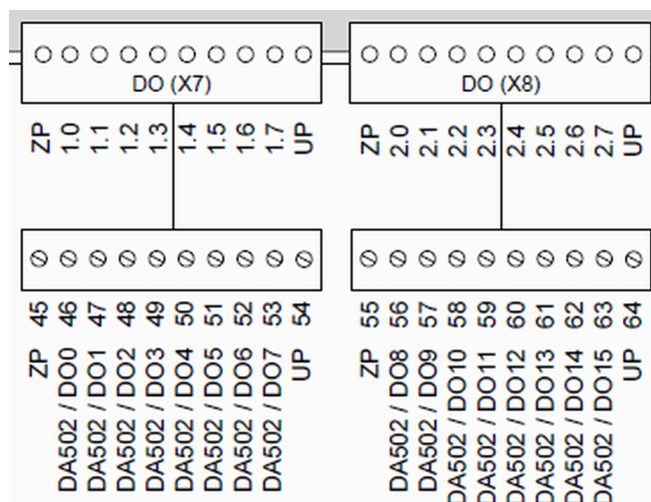 DO (X7)
DO (X8)
ZP 1.0 1.1 1.2 1.3 1.4 1.5 1.6 1.7 UP
ZP 2.0 2.1 2.2 2.3 2.4 2.5 2.6 2.7 UP
45 46 47 48 49 50 51 52 53 54
55 56 57 58 59 60 61 62 63 64
ZP
DA502 / DO0
DA502 / DO1
DA502 / DO2
DA502 / DO3
DA502 / DO4
DA502 / DO5
DA502 / DO6
DA502 / DO7
UP
ZP
DA502 / DO8
DA502 / DO9
DA502 / DO10
DA502 / DO11
DA502 / DO12
DA502 / DO13
DA502 / DO14
DA502 / DO15
UP